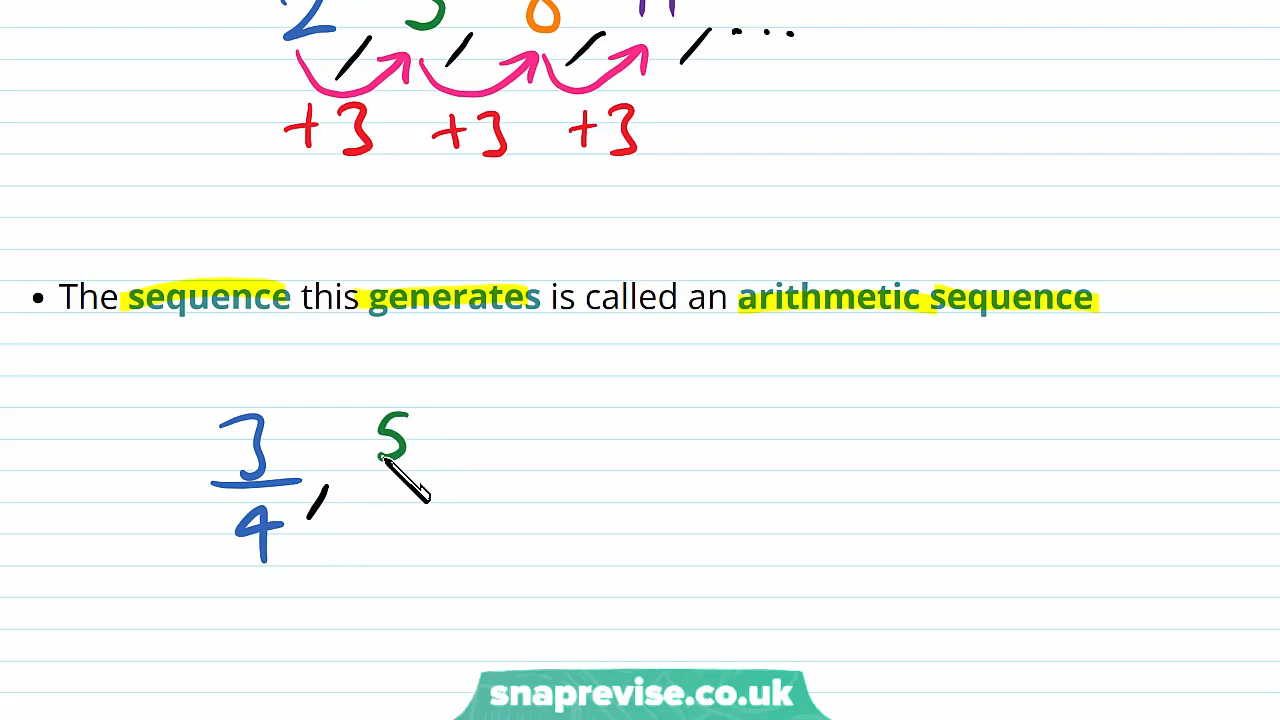 2, 5, 8, 11, ...
+3 +3 +3
• The sequence this generates is called an arithmetic sequence
3/4, 5
snaprevise.co.uk